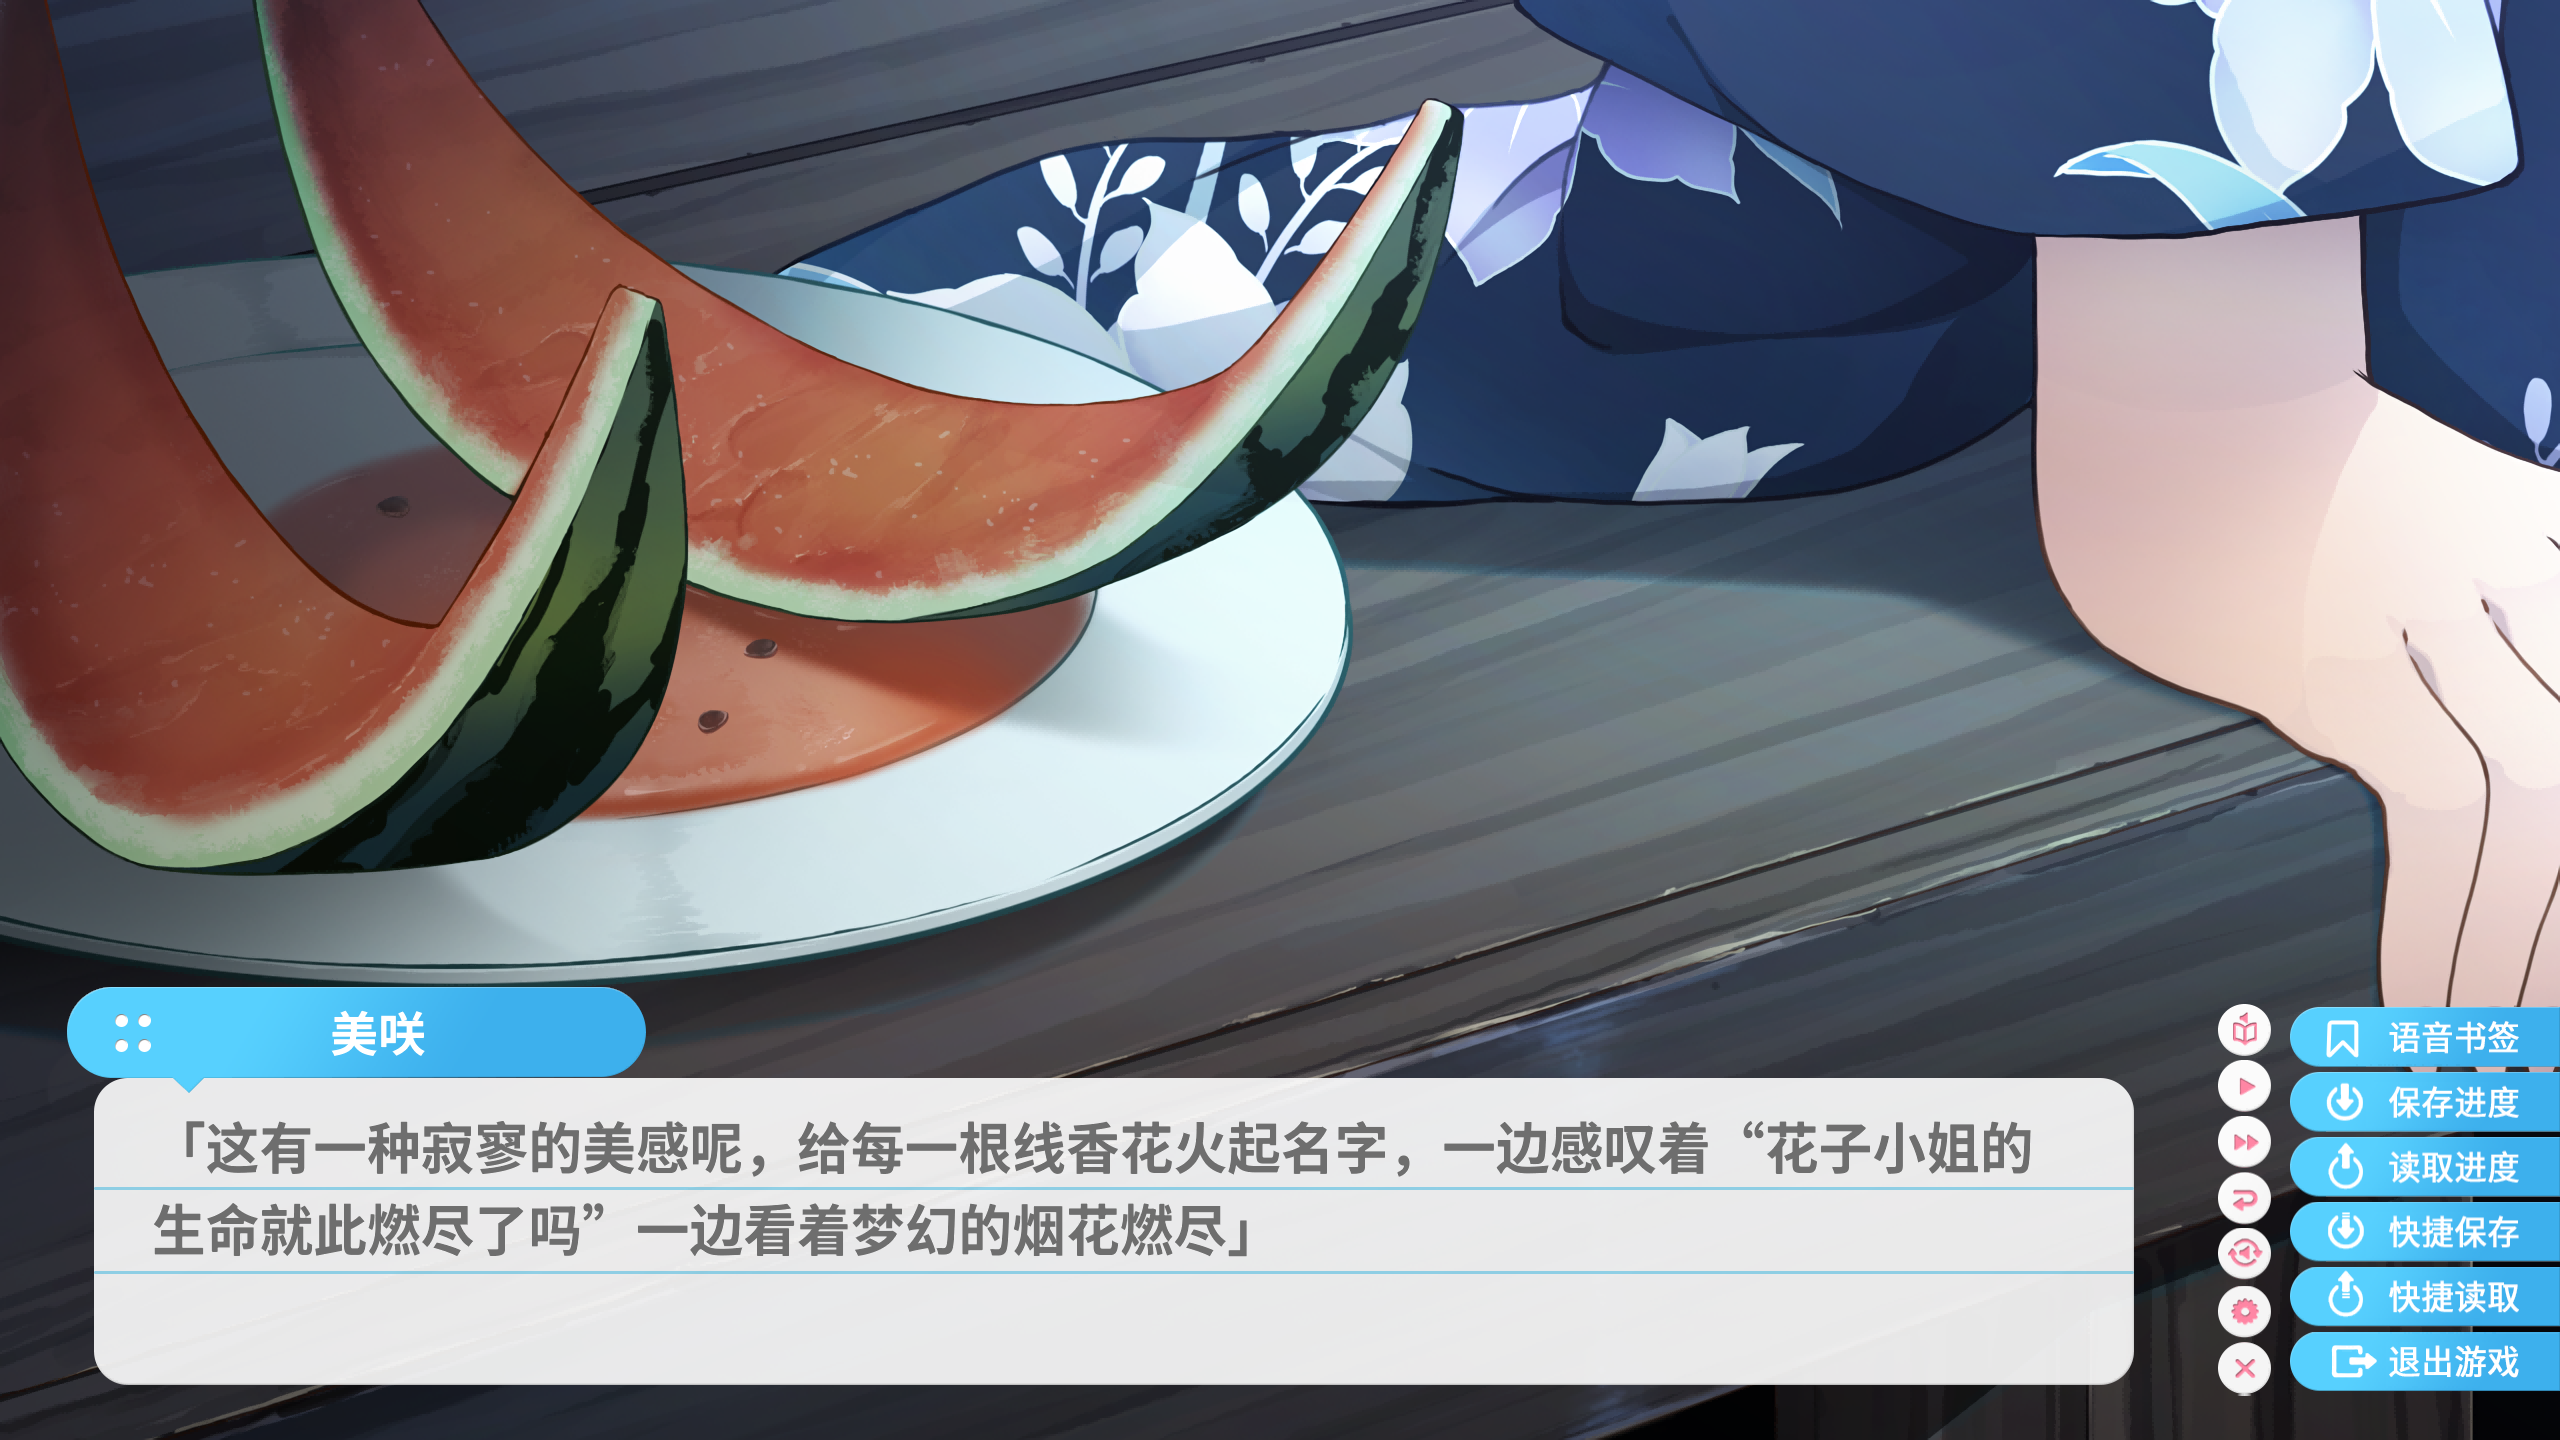 美咲
「这有一种寂寥的美感呢，给每一根线香花火起名字，一边感叹着“花子小姐的
生命就此燃尽了吗”一边看着梦幻的烟花燃尽」
语音书签
保存进度
读取进度
快捷保存
快捷读取
退出游戏